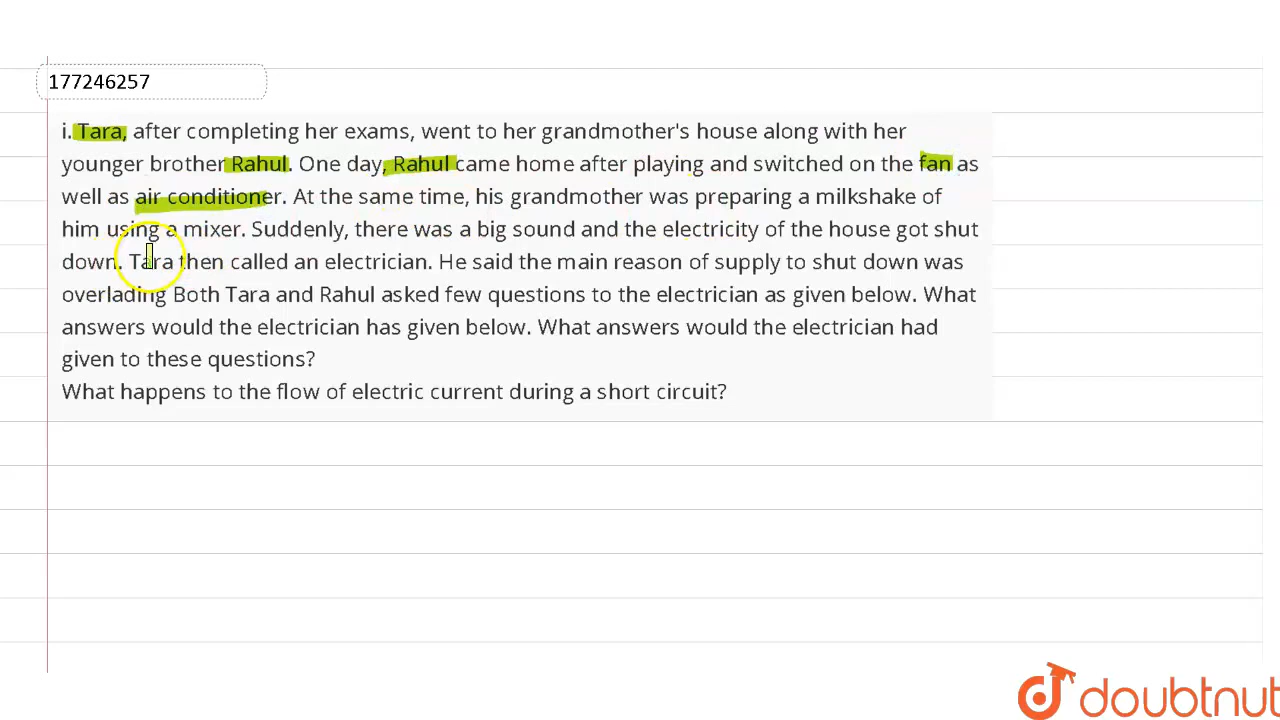 177246257
i. Tara, after completing her exams, went to her grandmother's house along with her
younger brother Rahul. One day, Rahul came home after playing and switched on the fan as
well as air conditioner. At the same time, his grandmother was preparing a milkshake of
him using a mixer. Suddenly, there was a big sound and the electricity of the house got shut
down. Tara then called an electrician. He said the main reason of supply to shut down was
overlading Both Tara and Rahul asked few questions to the electrician as given below. What
answers would the electrician has given below. What answers would the electrician had
given to these questions?
What happens to the flow of electric current during a short circuit?
doubtnut